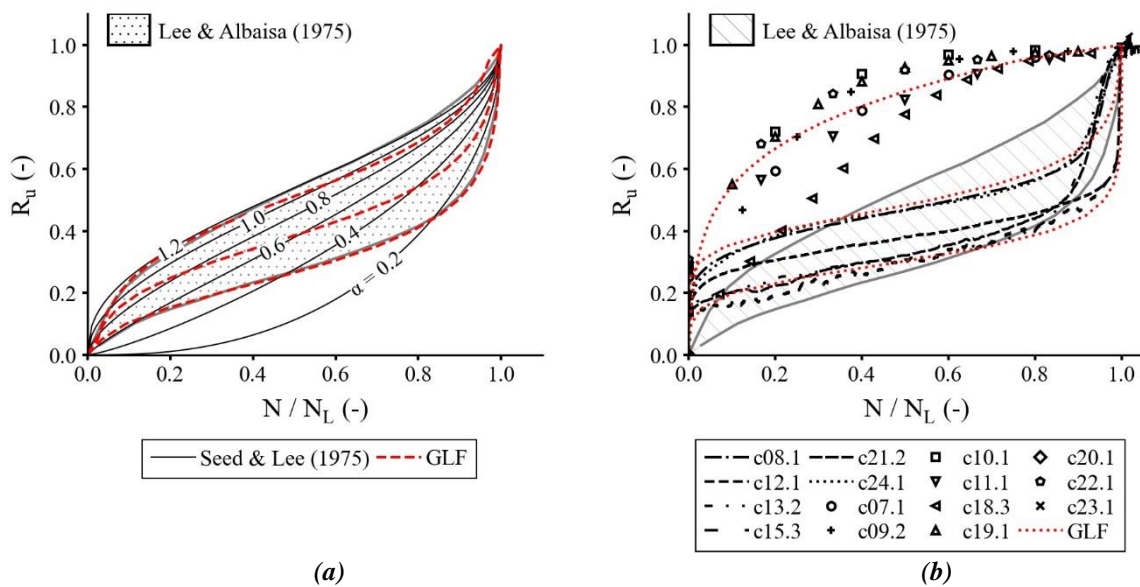 Lee & Albaisa (1975)
1.0
0.8
0.6
0.4
0.2
0.0
R_u (-)
1.2
1.0
0.8
0.6
0.4
α = 0.2
0.0 0.2 0.4 0.6 0.8 1.0
N / N_L (-)
Seed & Lee (1975) GLF
(a)
Lee & Albaisa (1975)
1.0
0.8
0.6
0.4
0.2
0.0
R_u (-)
0.0 0.2 0.4 0.6 0.8 1.0
N / N_L (-)
c08.1 c21.2 c10.1 c20.1
c12.1 c24.1 c11.1 c22.1
c13.2 c07.1 c18.3 c23.1
c15.3 c09.2 c19.1 GLF
(b)